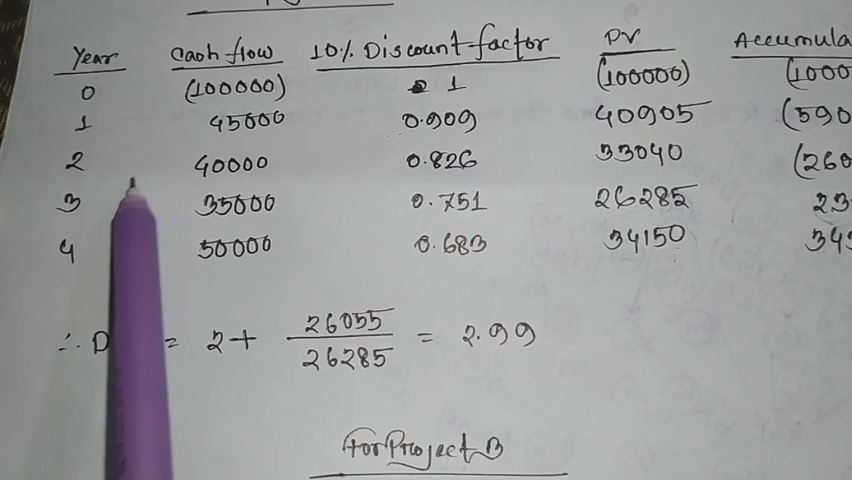 Year Cash flow 10% Discount factor PV Accumula
0 (100000) 1 (100000) (1000
1 45000 0.909 40905 (590
2 40000 0.826 33040 (260
3 35000 0.751 26285 23
4 50000 0.683 34150 343
∴ D = 2+ 26055/26285 = 2.99
For Project B